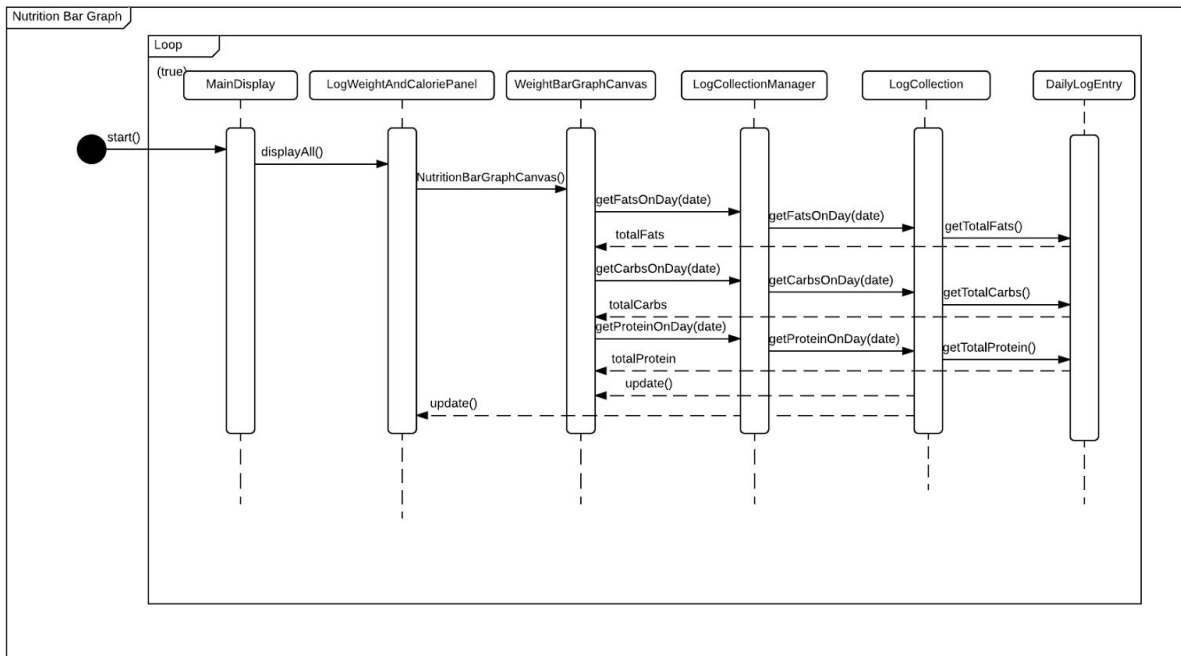 Nutrition Bar Graph
Loop
(true)
MainDisplay
LogWeightAndCaloriePanel
WeightBarGraphCanvas
LogCollectionManager
LogCollection
DailyLogEntry
start()
displayAll()
NutritionBarGraphCanvas()
getFatsOnDay(date)
getFatsOnDay(date)
getTotalFats()
totalFats
getCarbsOnDay(date)
getCarbsOnDay(date)
getTotalCarbs()
totalCarbs
getProteinOnDay(date)
getProteinOnDay(date)
getTotalProtein()
totalProtein
update()
update()